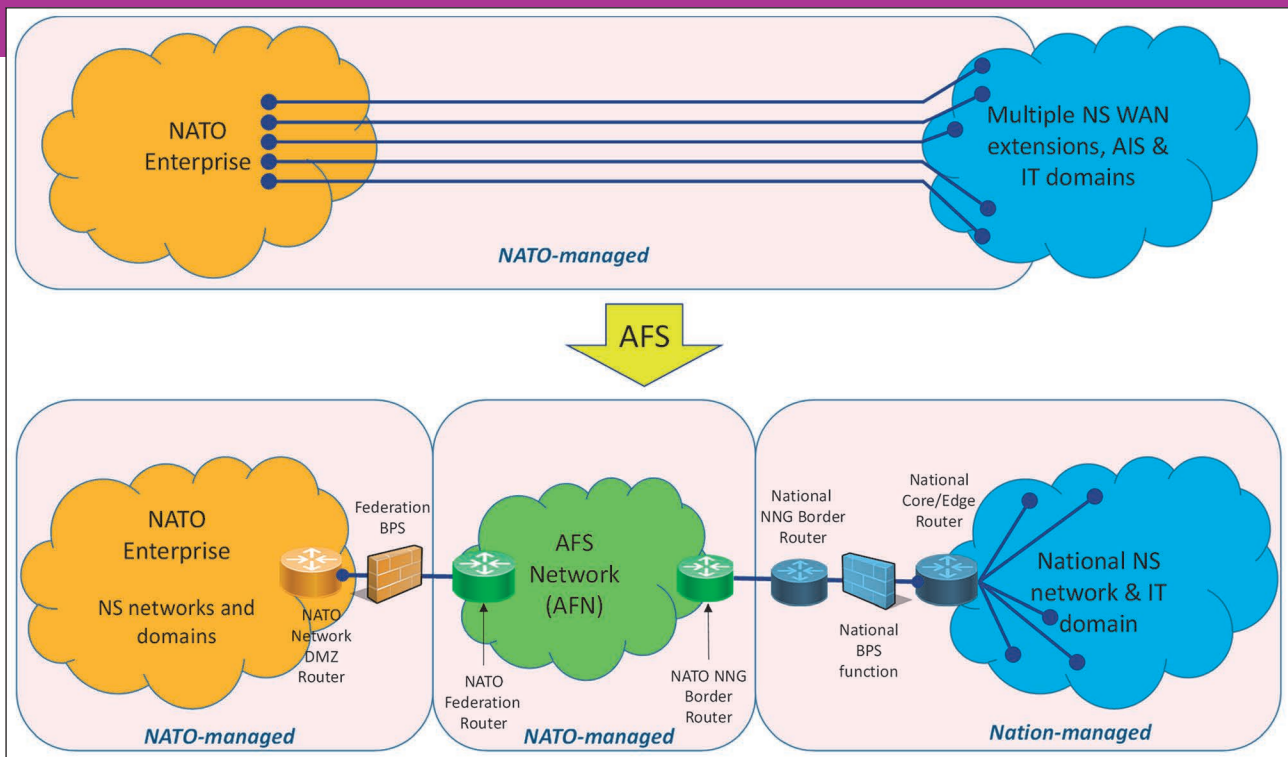 NATO
Enterprise
Multiple NS WAN
extensions, AIS &
IT domains
NATO-managed
AFS
NATO
Enterprise
NS networks and
domains
NATO
Network
DMZ
Router
Federation
BPS
NATO
Federation
Router
AFS
Network
(AFN)
NATO NNG
Border
Router
National
NNG Border
Router
National
BPS
function
National
Core/Edge
Router
National NS
network & IT
domain
NATO-managed
NATO-managed
Nation-managed